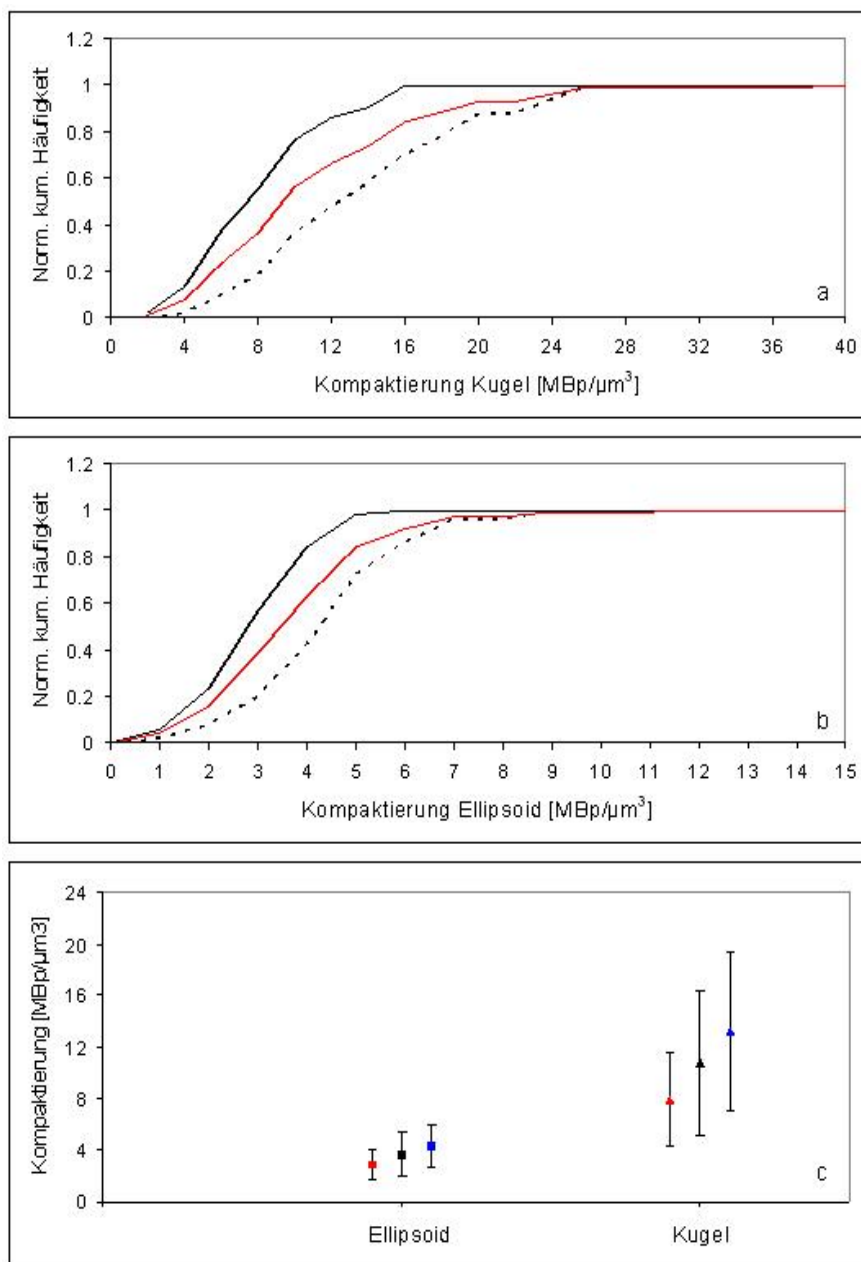 Norm. kum. Häufigkeit
1.2
1
0.8
0.6
0.4
0.2
0
0 4 8 12 16 20 24 28 32 36 40
a
Kompaktierung Kugel [MBp/µm³]
Norm. kum. Häufigkeit
1.2
1
0.8
0.6
0.4
0.2
0
0 1 2 3 4 5 6 7 8 9 10 11 12 13 14 15
b
Kompaktierung Ellipsoid [MBp/µm³]
Kompaktierung [MBp/µm3]
24
20
16
12
8
4
0
c
Ellipsoid Kugel